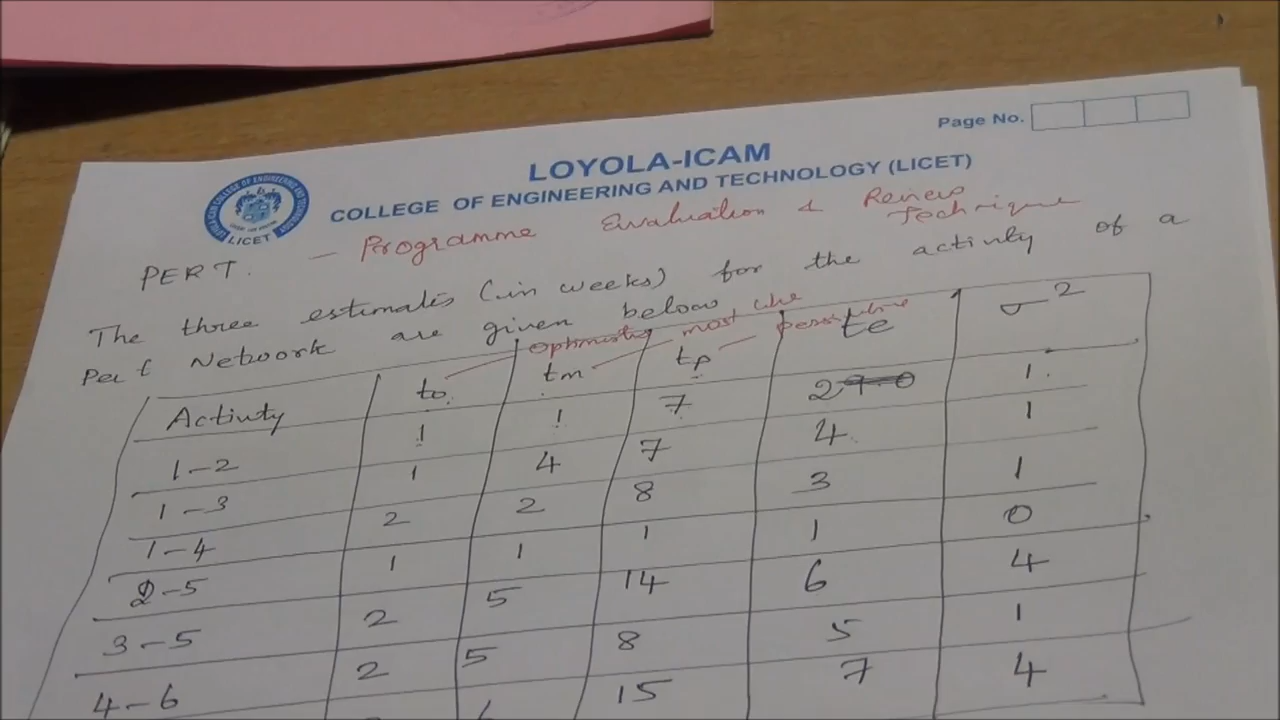 Page No.
LOYOLA-ICAM
COLLEGE OF ENGINEERING AND TECHNOLOGY (LICET)
LICET
PERT. - Programme Evaluation & Review Technique
The three estimates (in weeks) for the activity of a
Pert Network are given below
optimistic most like
Activity to tm tp te σ²
1-2 1 1 7 2 1
1-3 1 4 7 4 1
1-4 2 2 8 3 1
2-5 1 1 1 1 0
3-5 2 5 14 6 4
4-6 2 5 8 5 1
15 7 4